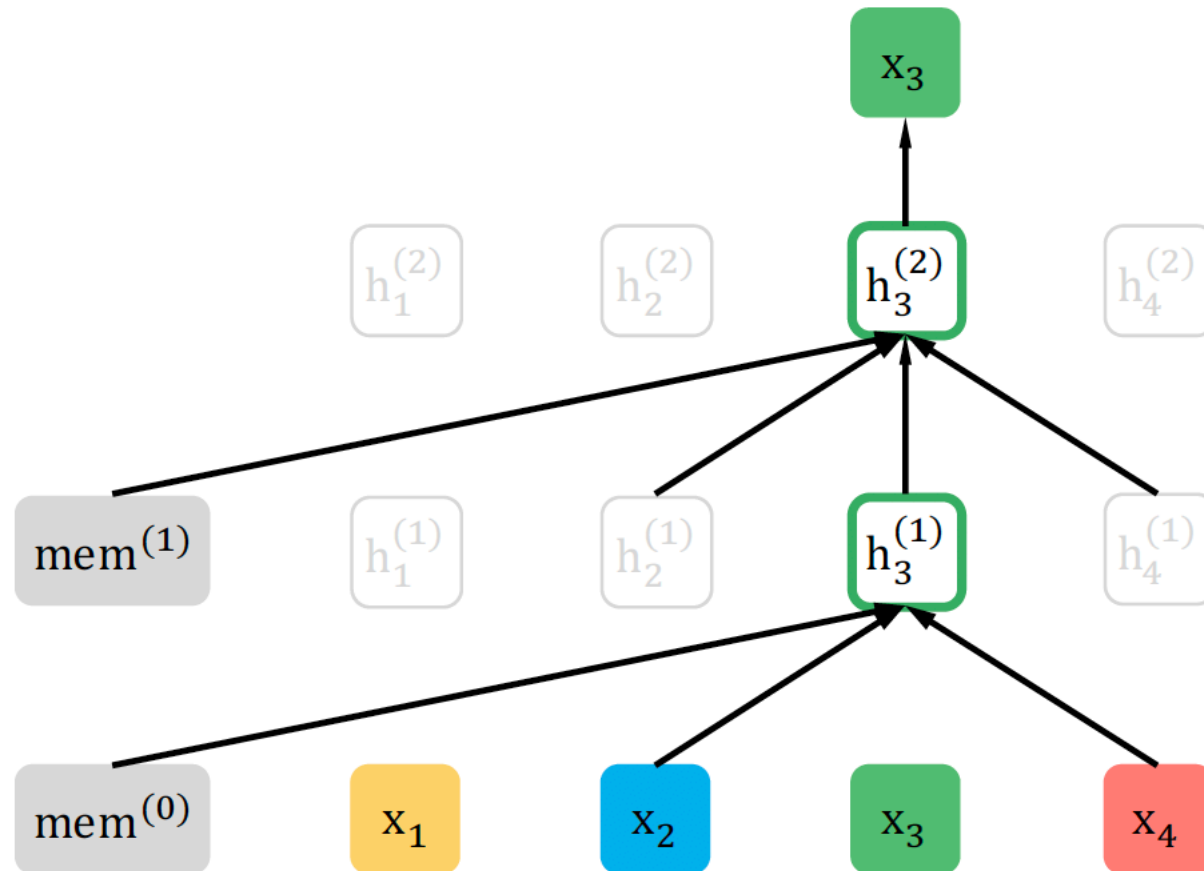 x₃
h₁⁽²⁾ h₂⁽²⁾ h₃⁽²⁾ h₄⁽²⁾
mem⁽¹⁾ h₁⁽¹⁾ h₂⁽¹⁾ h₃⁽¹⁾ h₄⁽¹⁾
mem⁽⁰⁾ x₁ x₂ x₃ x₄